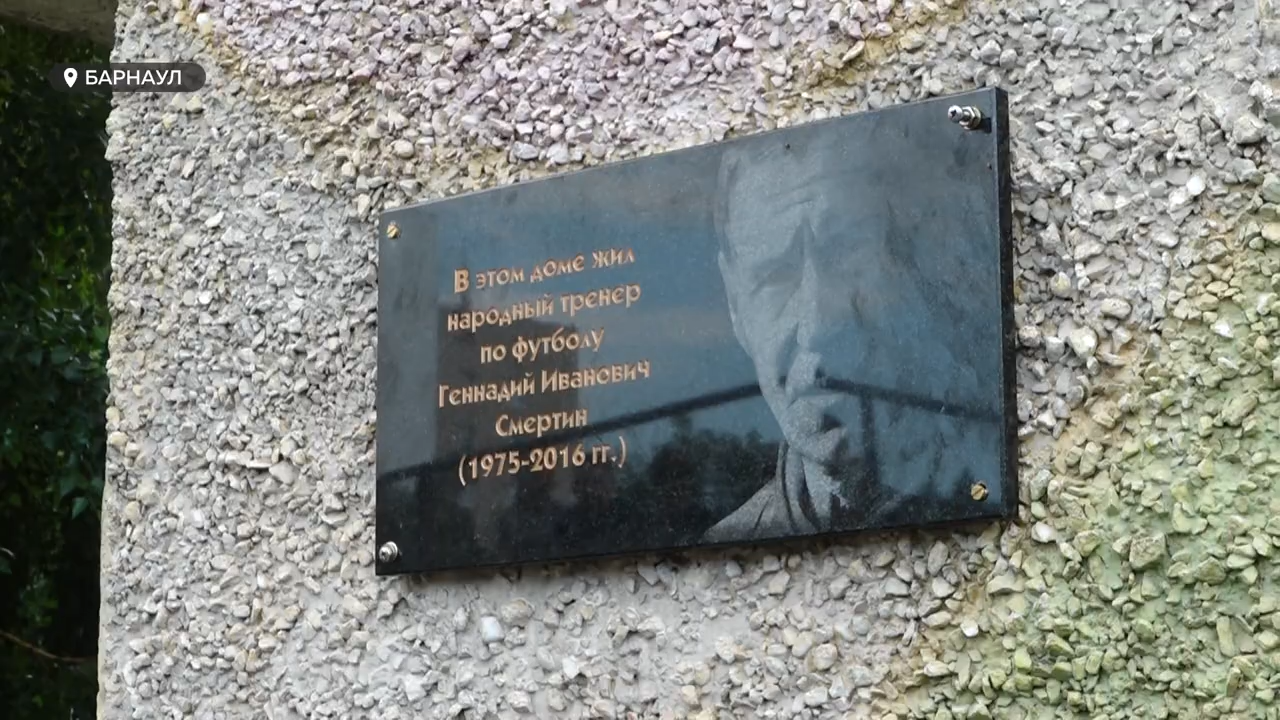 БАРНАУЛ
В этом доме жил
народный тренер
по футболу
Геннадий Иванович
Смертин
(1975-2016 гг.)